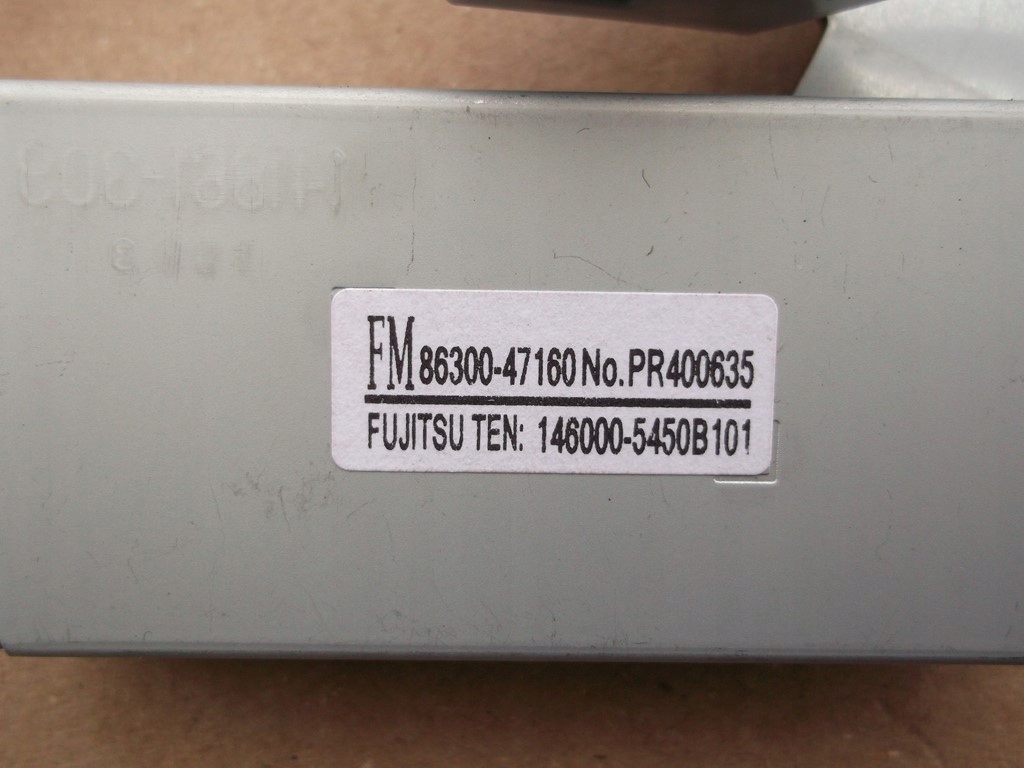 FM 86300-47160 No. PR400635
FUJITSU TEN: 146000-5450B101